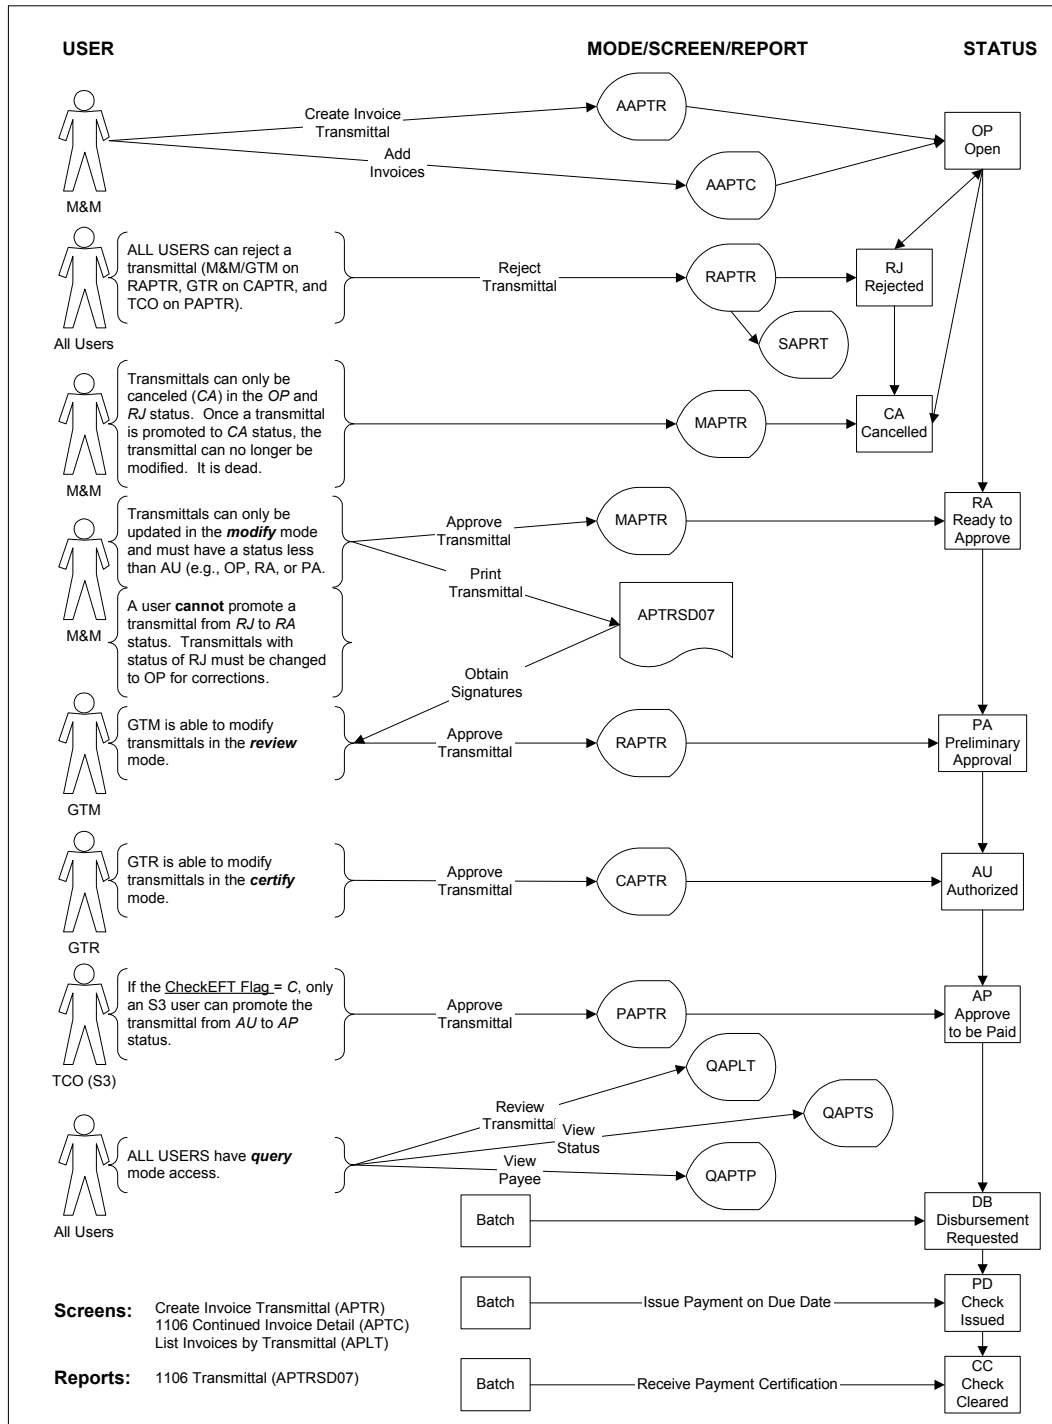 USER
MODE/SCREEN/REPORT
STATUS
Create Invoice
Transmittal
AAPTR
OP
Open
Add
Invoices
AAPTC
M&M
ALL USERS can reject a
transmittal (M&M/GTM on
RAPTR, GTR on CAPTR, and
TCO on PAPTR).
Reject
Transmittal
RAPTR
RJ
Rejected
SAPRT
All Users
Transmittals can only be
canceled (CA) in the OP and
RJ status. Once a transmittal
is promoted to CA status, the
transmittal can no longer be
modified. It is dead.
MAPTR
CA
Cancelled
M&M
Transmittals can only be
updated in the modify mode
and must have a status less
than AU (e.g., OP, RA, or PA.
Approve
Transmittal
MAPTR
RA
Ready to
Approve
Print
Transmittal
APTRSD07
M&M
A user cannot promote a
transmittal from RJ to RA
status. Transmittals with
status of RJ must be changed
to OP for corrections.
Obtain
Signatures
GTM is able to modify
transmittals in the review
mode.
Approve
Transmittal
RAPTR
PA
Preliminary
Approval
GTM
GTR is able to modify
transmittals in the certify
mode.
Approve
Transmittal
CAPTR
AU
Authorized
GTR
If the CheckEFT Flag = C, only
an S3 user can promote the
transmittal from AU to AP
status.
Approve
Transmittal
PAPTR
AP
Approve
to be Paid
TCO (S3)
ALL USERS have query
mode access.
Review
Transmittal
QAPLT
View
Status
QAPTS
View
Payee
QAPTP
All Users
Batch
DB
Disbursement
Requested
Batch
Issue Payment on Due Date
PD
Check
Issued
Batch
Receive Payment Certification
CC
Check
Cleared
Screens: Create Invoice Transmittal (APTR)
1106 Continued Invoice Detail (APTC)
List Invoices by Transmittal (APLT)
Reports: 1106 Transmittal (APTRSD07)